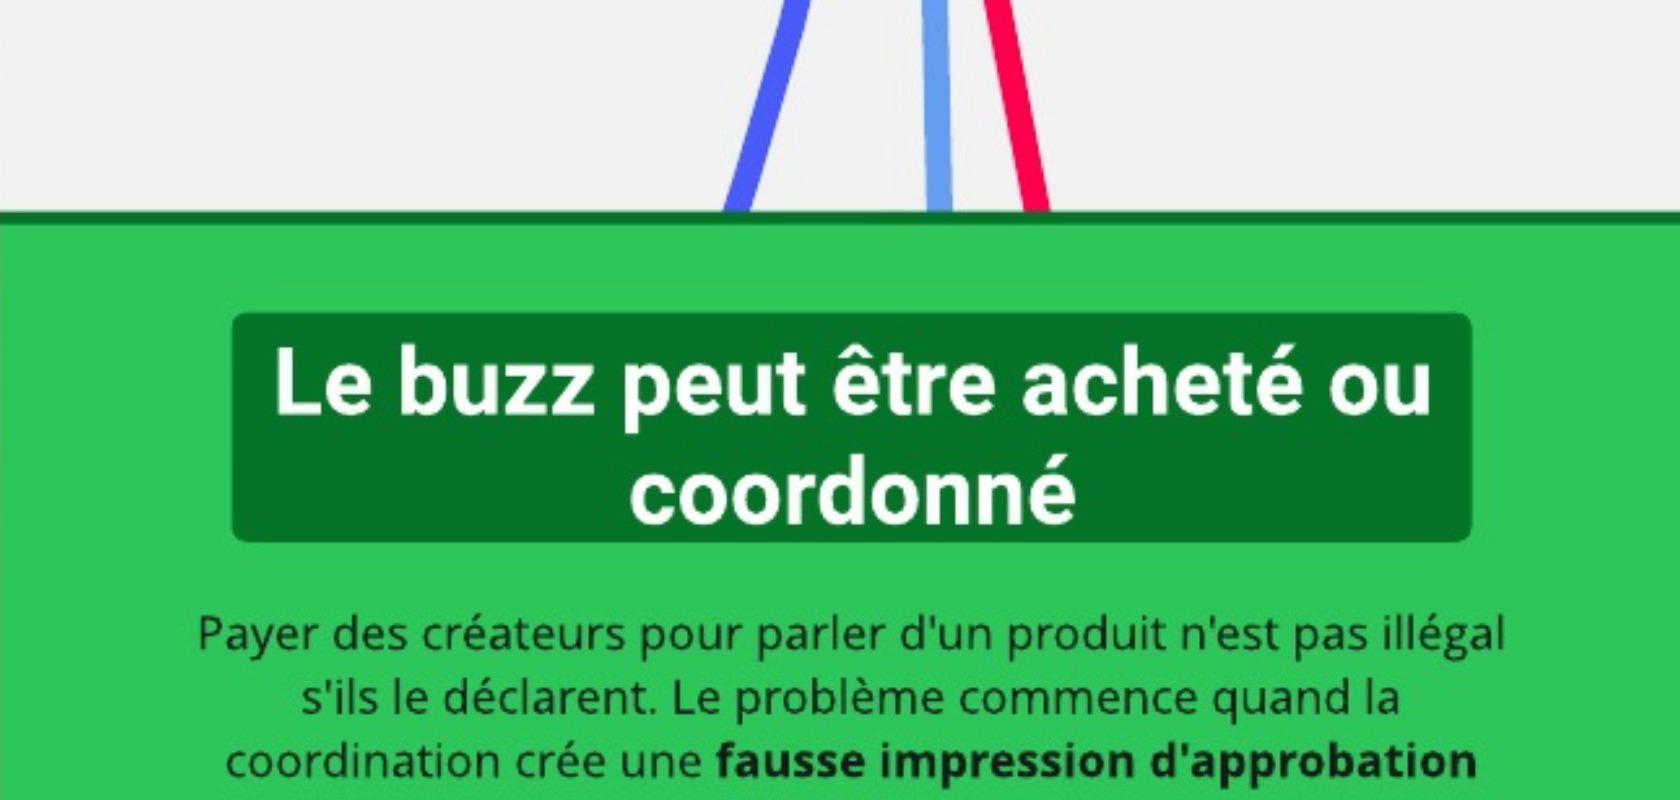 Le buzz peut être acheté ou
coordonné
Payer des créateurs pour parler d'un produit n'est pas illégal
s'ils le déclarent. Le problème commence quand la
coordination crée une fausse impression d'approbation